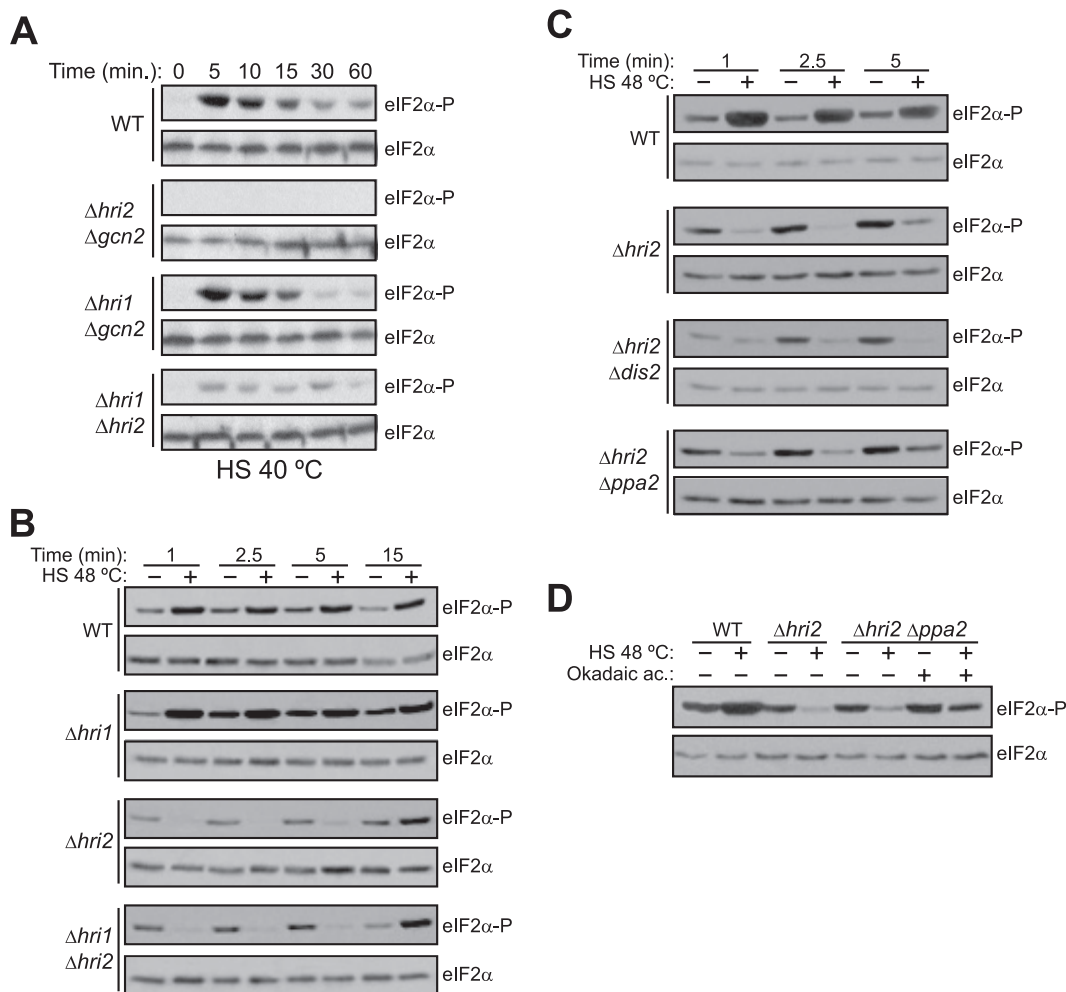 A
Time (min.): 0 5 10 15 30 60
WT
eIF2α-P
eIF2α
Δhri2
Δgcn2
eIF2α-P
eIF2α
Δhri1
Δgcn2
eIF2α-P
eIF2α
Δhri1
Δhri2
eIF2α-P
eIF2α
HS 40 ºC
B
Time (min): 1 2.5 5 15
HS 48 ºC: – + – + – + – +
WT
eIF2α-P
eIF2α
Δhri1
eIF2α-P
eIF2α
Δhri2
eIF2α-P
eIF2α
Δhri1
Δhri2
eIF2α-P
eIF2α
C
Time (min): 1 2.5 5
HS 48 ºC: – + – + – +
WT
eIF2α-P
eIF2α
Δhri2
eIF2α-P
eIF2α
Δhri2
Δdis2
eIF2α-P
eIF2α
Δhri2
Δppa2
eIF2α-P
eIF2α
D
WT Δhri2 Δhri2 Δppa2
HS 48 ºC: – + – + – + – +
Okadaic ac.: – – – – – – + +
eIF2α-P
eIF2α